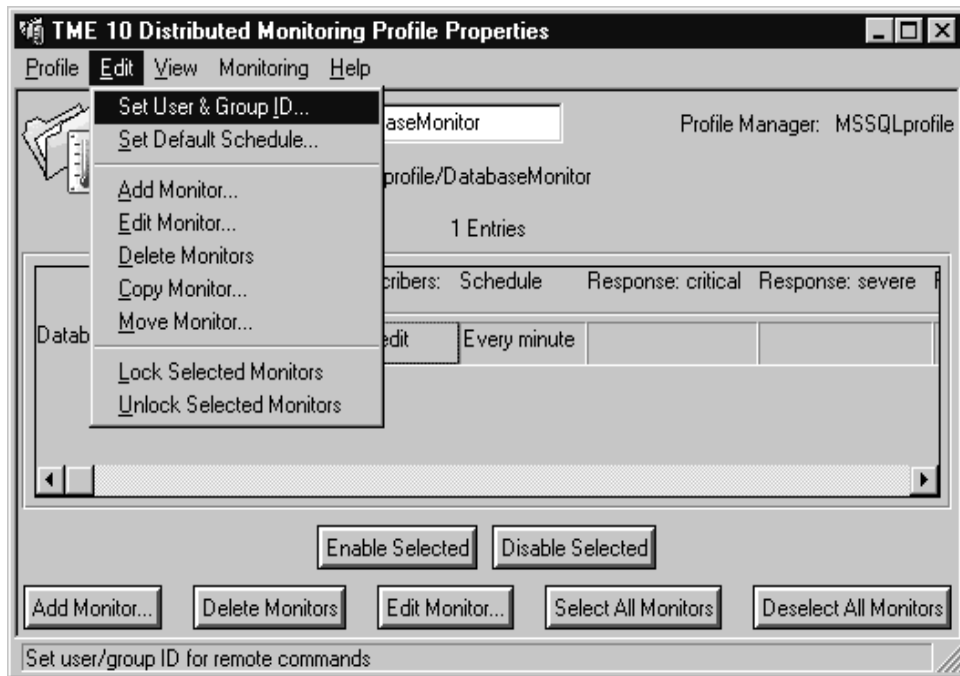 TME 10 Distributed Monitoring Profile Properties
Profile Edit View Monitoring Help
Set User & Group ID...
Set Default Schedule...
Add Monitor...
Edit Monitor...
Delete Monitors
Copy Monitor...
Move Monitor...
Lock Selected Monitors
Unlock Selected Monitors
aseMonitor
Profile Manager: MSSQLprofile
profile/DatabaseMonitor
1 Entries
cribers: Schedule Response: critical Response: severe
Datab edit Every minute
Enable Selected Disable Selected
Add Monitor... Delete Monitors Edit Monitor... Select All Monitors Deselect All Monitors
Set user/group ID for remote commands